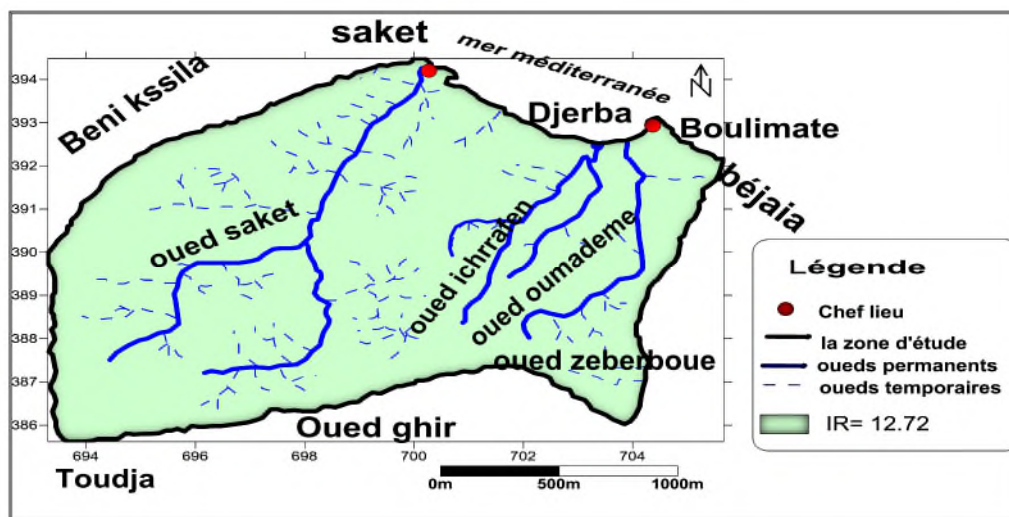 saket
mer méditerranée
Beni kssila
Djerba
Boulimate
béjaia
N
394
393
392
391
390
389
388
387
386
oued saket
oued ichrrafen
oued oumademe
oued zeberboue
Oued ghir
694
696
698
700
702
704
Toudja
0m
500m
1000m
Légende
Chef lieu
la zone d'étude
oueds permanents
oueds temporaires
IR= 12.72